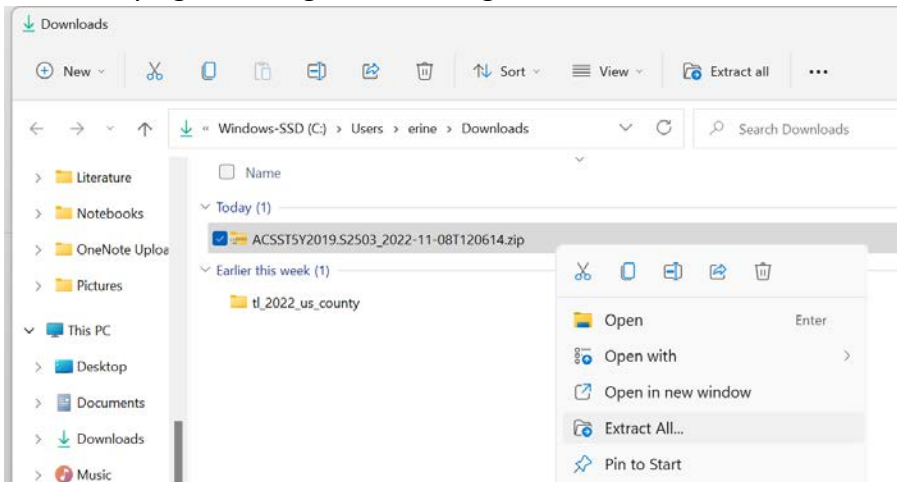 Downloads
New Sort View Extract all ...
« Windows-SSD (C:) > Users > erine > Downloads Search Downloads
Literature Name
Notebooks Today (1)
ACSST5Y2019.S2503_2022-11-08T120614.zip
OneNote Uploa
Earlier this week (1)
Pictures
tl_2022_us_county
Open Enter
This PC
Open with
Desktop
Open in new window
Documents
Extract All...
Downloads
Pin to Start
Music